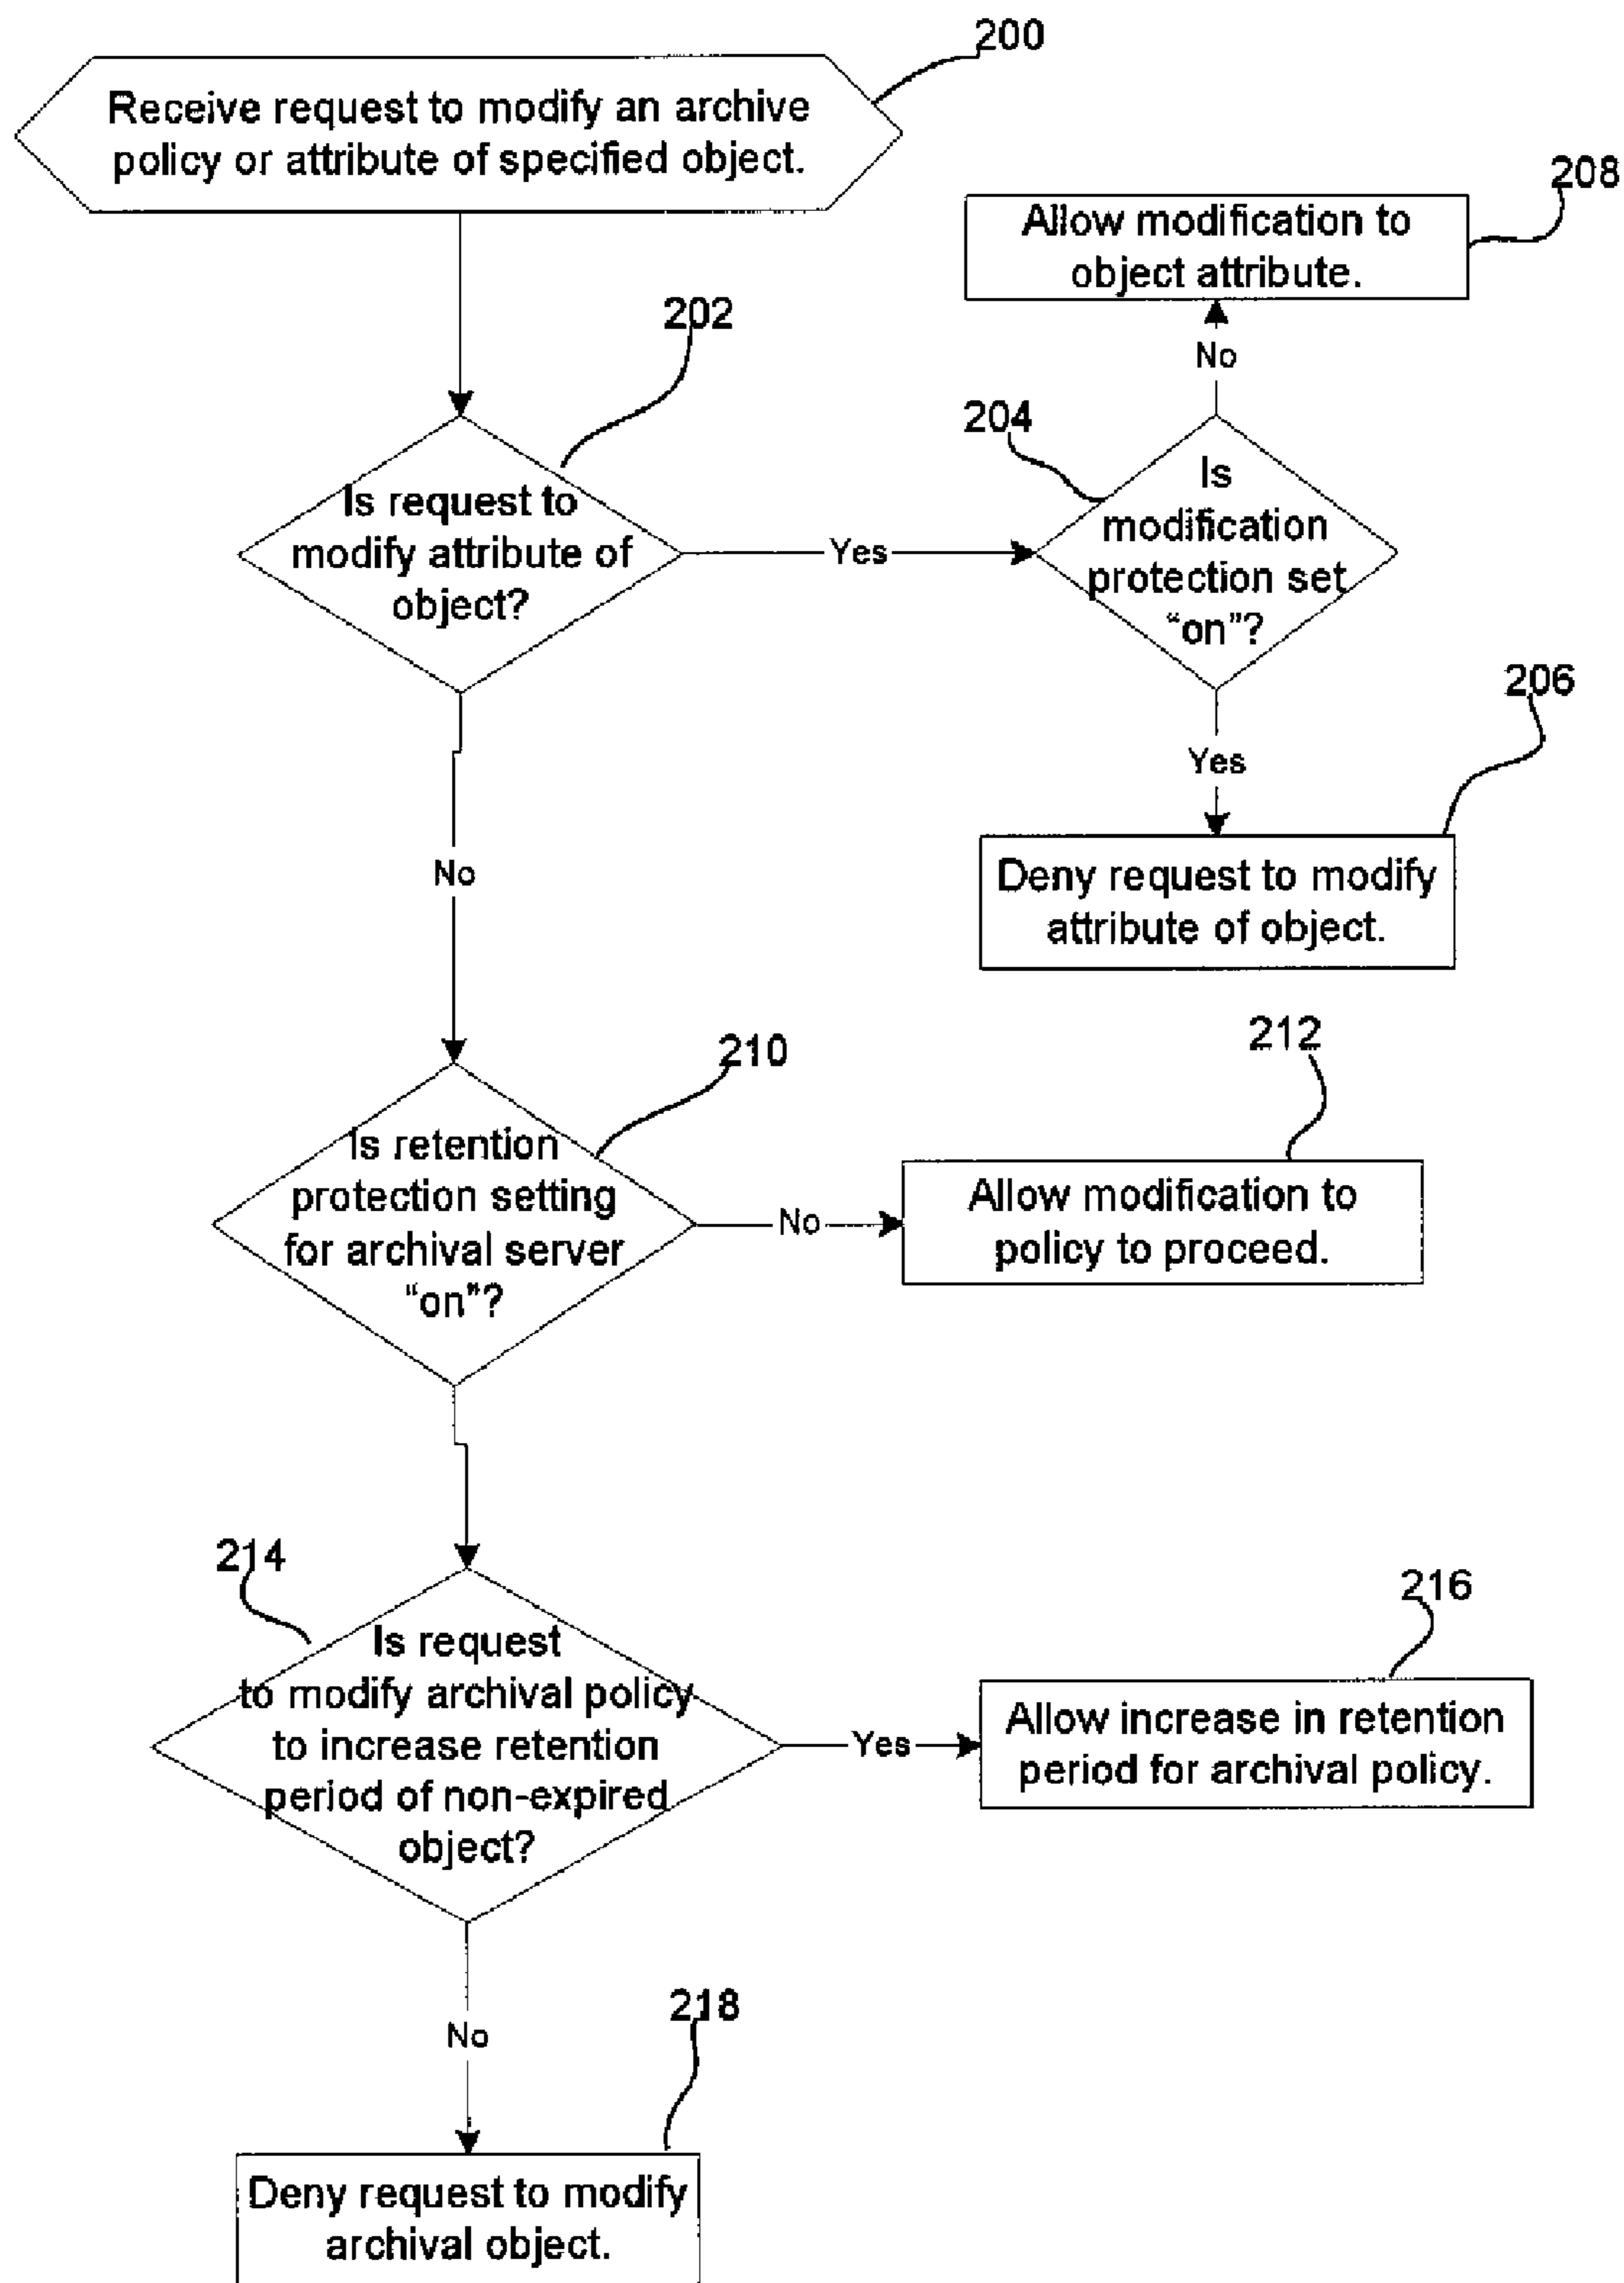 200
Receive request to modify an archive
policy or attribute of specified object.
208
Allow modification to
object attribute.
202
No
204
Is
modification
protection set
“on”?
Is request to
modify attribute of
object?
Yes
206
Yes
Deny request to modify
attribute of object.
No
212
210
Is retention
protection setting
for archival server
“on”?
No
Allow modification to
policy to proceed.
214
216
Is request
to modify archival policy
to increase retention
period of non-expired
object?
Yes
Allow increase in retention
period for archival policy.
218
No
Deny request to modify
archival object.